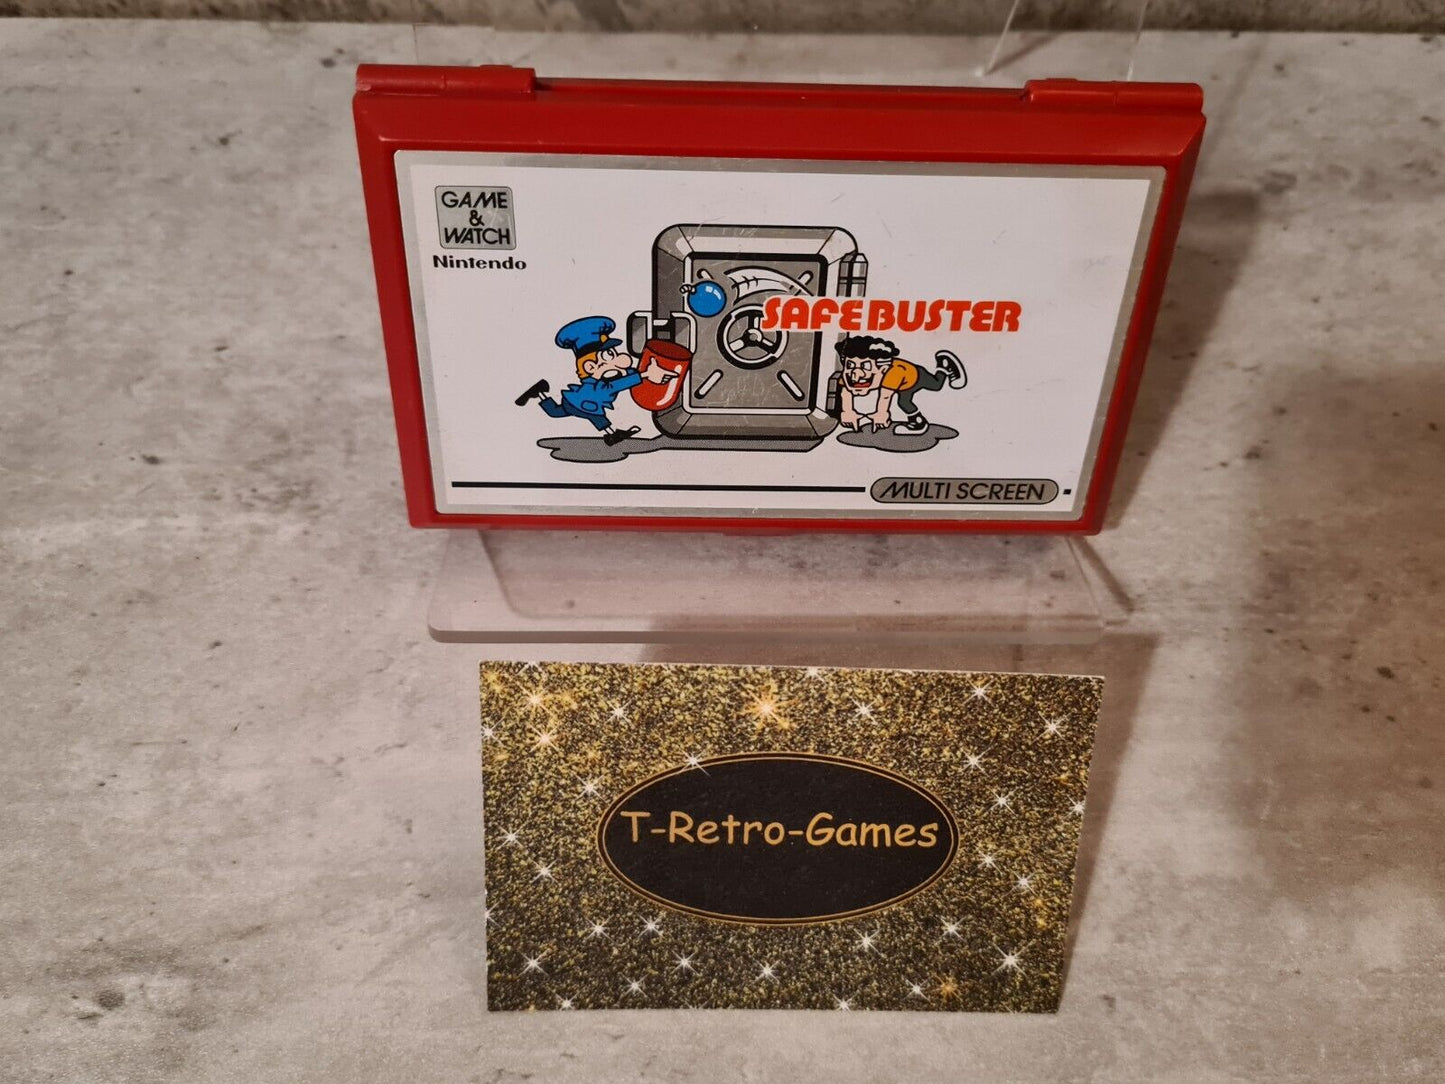 GAME
&
WATCH
Nintendo
SAFEBUSTER
MULTI SCREEN
T-Retro-Games